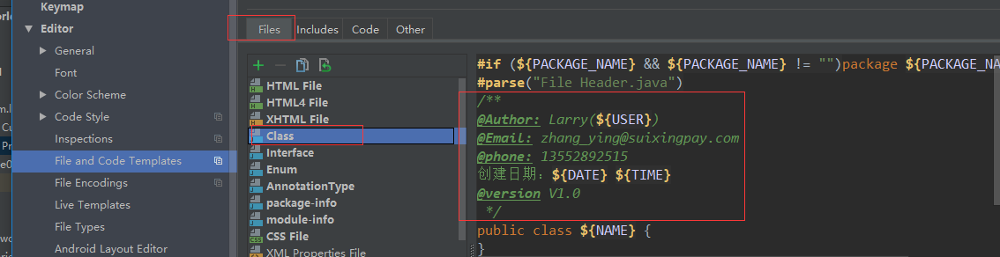 Keymap
Editor
General
Font
Color Scheme
Code Style
Inspections
File and Code Templates
File Encodings
Live Templates
File Types
Android Layout Editor
Files
Includes
Code
Other
HTML File
HTML4 File
XHTML File
Class
Interface
Enum
AnnotationType
package-info
module-info
CSS File
XML Properties File
#if (${PACKAGE_NAME} && ${PACKAGE_NAME} != "")package ${PACKAGE_NA
#parse("File Header.java")
/**
@Author: Larry(${USER})
@Email: zhang_ying@suixingpay.com
@phone: 13552892515
创建日期：${DATE} ${TIME}
@version V1.0
*/
public class ${NAME} {
}